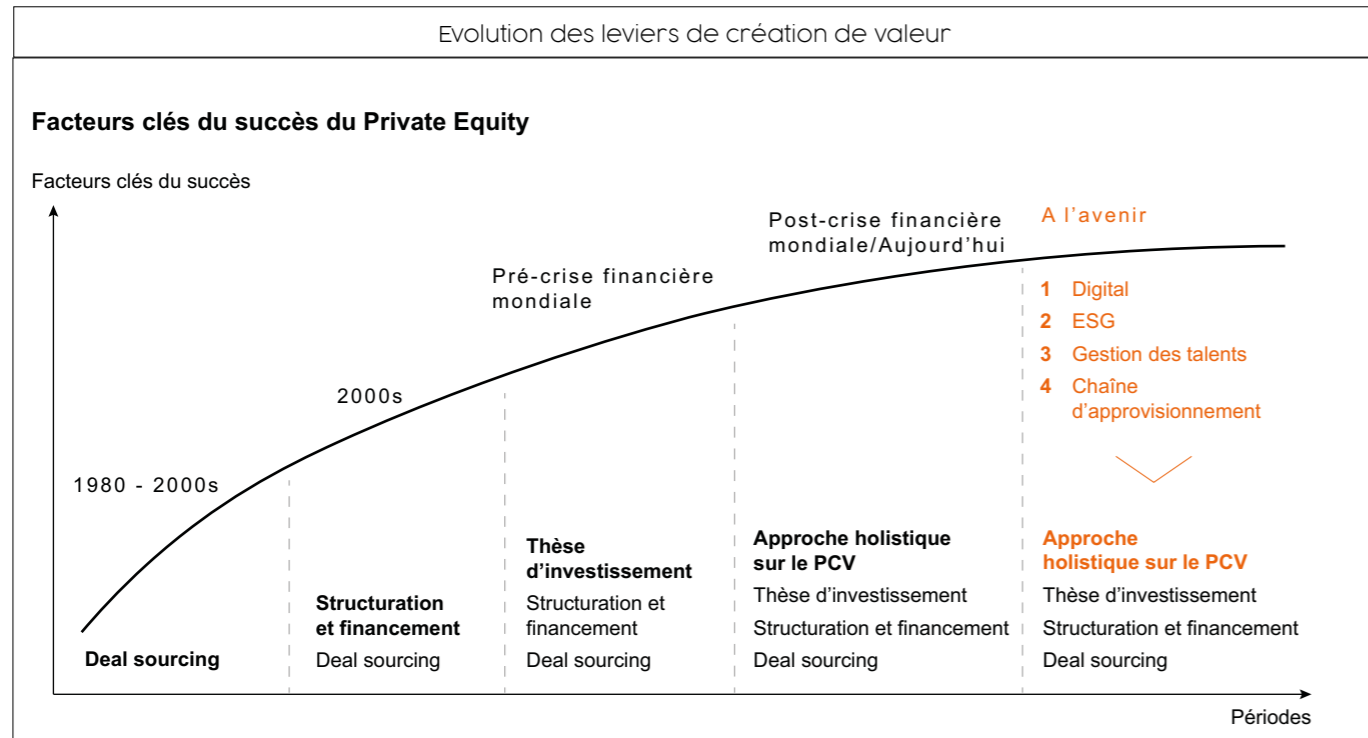 Evolution des leviers de création de valeur
Facteurs clés du succès du Private Equity
Facteurs clés du succès
1980 - 2000s
Deal sourcing
2000s
Structuration
et financement
Deal sourcing
Pré-crise financière
mondiale
Thèse
d’investissement
Structuration et
financement
Deal sourcing
Post-crise financière
mondiale/Aujourd’hui
Approche holistique
sur le PCV
Thèse d’investissement
Structuration et financement
Deal sourcing
A l’avenir
1 Digital
2 ESG
3 Gestion des talents
4 Chaîne
d’approvisionnement
Approche
holistique sur le PCV
Thèse d’investissement
Structuration et financement
Deal sourcing
Périodes